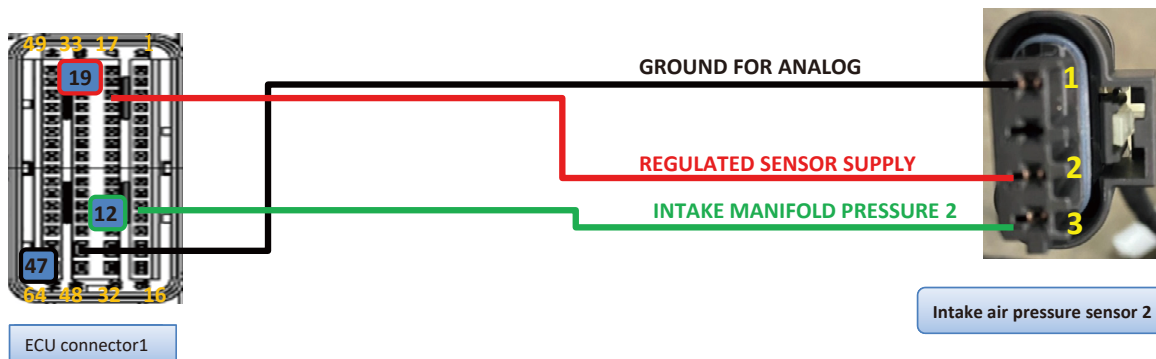 49 33 17 1
19
GROUND FOR ANALOG
1
REGULATED SENSOR SUPPLY
2
12
INTAKE MANIFOLD PRESSURE 2
3
47
64 48 32 16
Intake air pressure sensor 2
ECU connector1